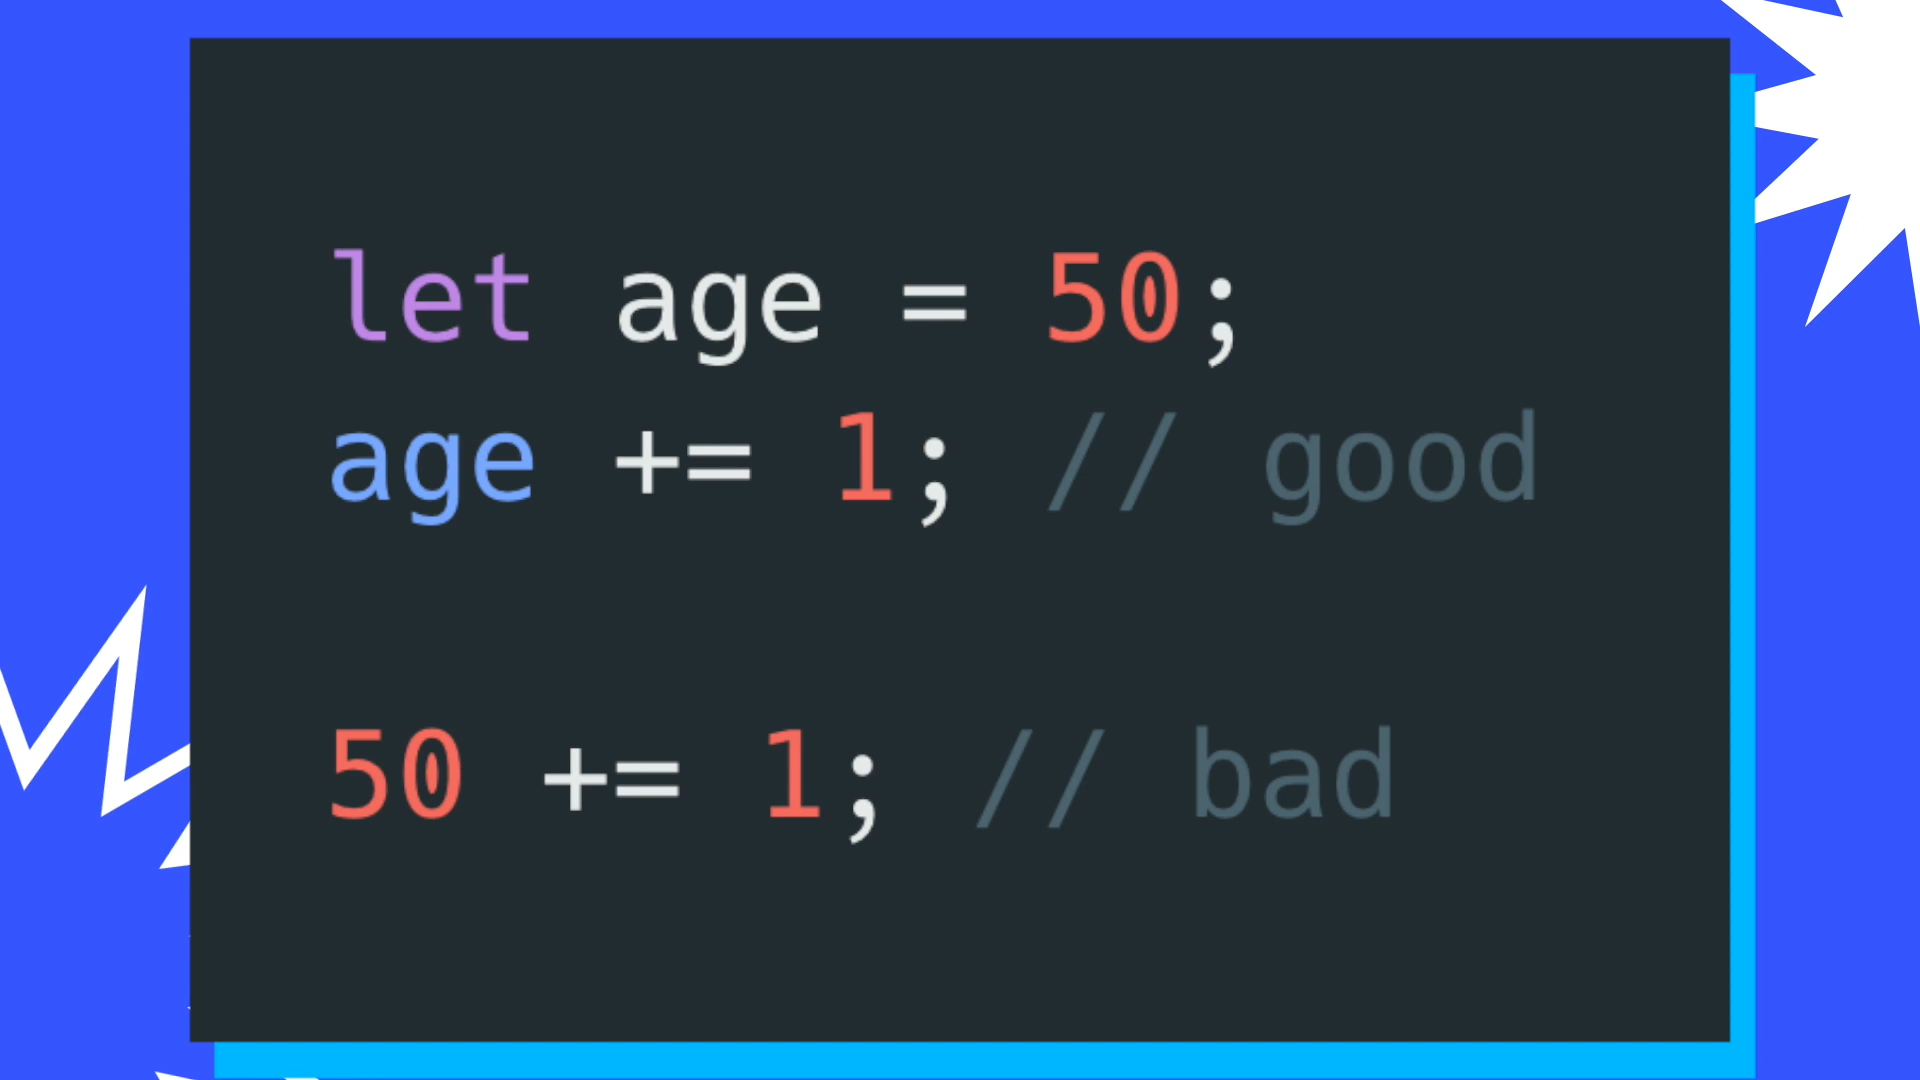 let age = 50;
age += 1; // good
50 += 1; // bad